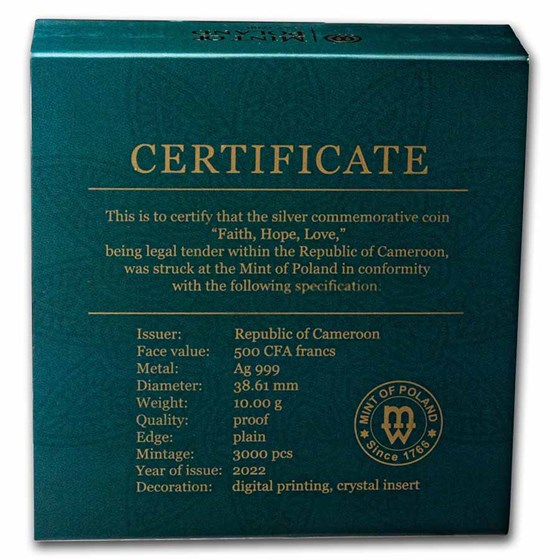 MINT OF
POLAND
CERTIFICATE
This is to certify that the silver commemorative coin
“Faith, Hope, Love,”
being legal tender within the Republic of Cameroon,
was struck at the Mint of Poland in conformity
with the following specification:
Issuer: Republic of Cameroon
Face value: 500 CFA francs
Metal: Ag 999
Diameter: 38.61 mm
Weight: 10.00 g
Quality: proof
Edge: plain
Mintage: 3000 pcs
Year of issue: 2022
Decoration: digital printing, crystal insert
MINT OF POLAND
Since 1766